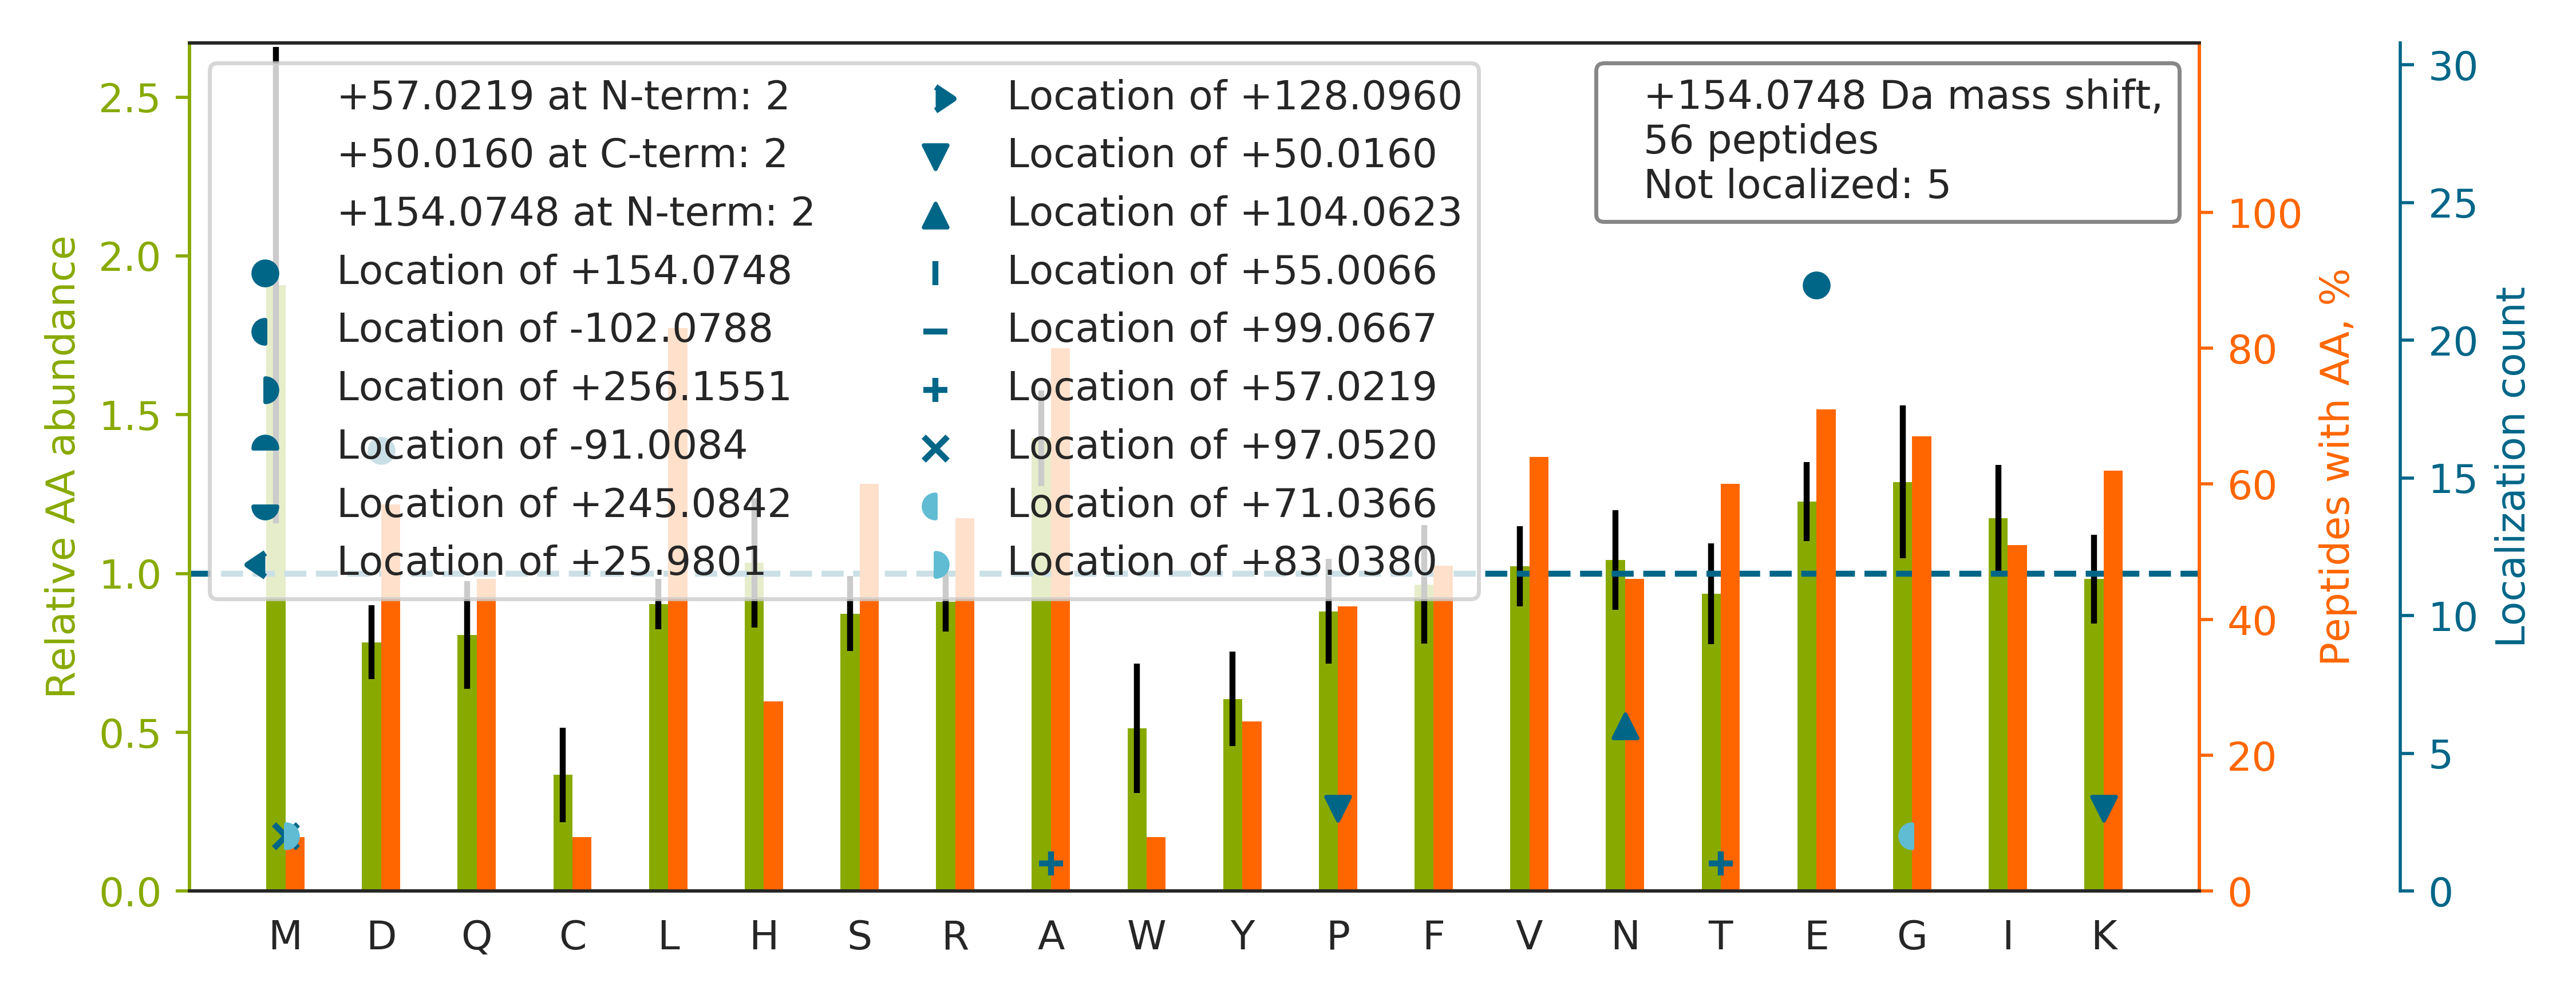 +57.0219 at N-term: 2
+50.0160 at C-term: 2
+154.0748 at N-term: 2
Location of +154.0748
Location of -102.0788
Location of +256.1551
Location of -91.0084
Location of +245.0842
Location of +25.9801
Location of +128.0960
Location of +50.0160
Location of +104.0623
Location of +55.0066
Location of +99.0667
Location of +57.0219
Location of +97.0520
Location of +71.0366
Location of +83.0380
+154.0748 Da mass shift,
56 peptides
Not localized: 5
Relative AA abundance
2.5
2.0
1.5
1.0
0.5
0.0
M D Q C L H S R A W Y P F V N T E G I K
100
80
60
40
20
0
Peptides with AA, %
30
25
20
15
10
5
0
Localization count